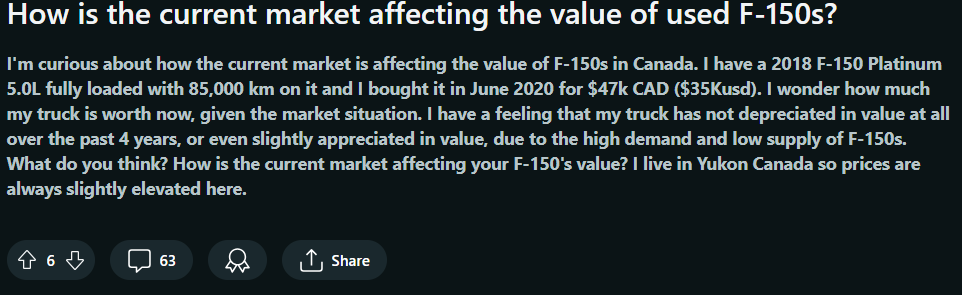 How is the current market affecting the value of used F-150s?
I'm curious about how the current market is affecting the value of F-150s in Canada. I have a 2018 F-150 Platinum
5.0L fully loaded with 85,000 km on it and I bought it in June 2020 for $47k CAD ($35Kusd). I wonder how much
my truck is worth now, given the market situation. I have a feeling that my truck has not depreciated in value at all
over the past 4 years, or even slightly appreciated in value, due to the high demand and low supply of F-150s.
What do you think? How is the current market affecting your F-150's value? I live in Yukon Canada so prices are
always slightly elevated here.
6 63 Share